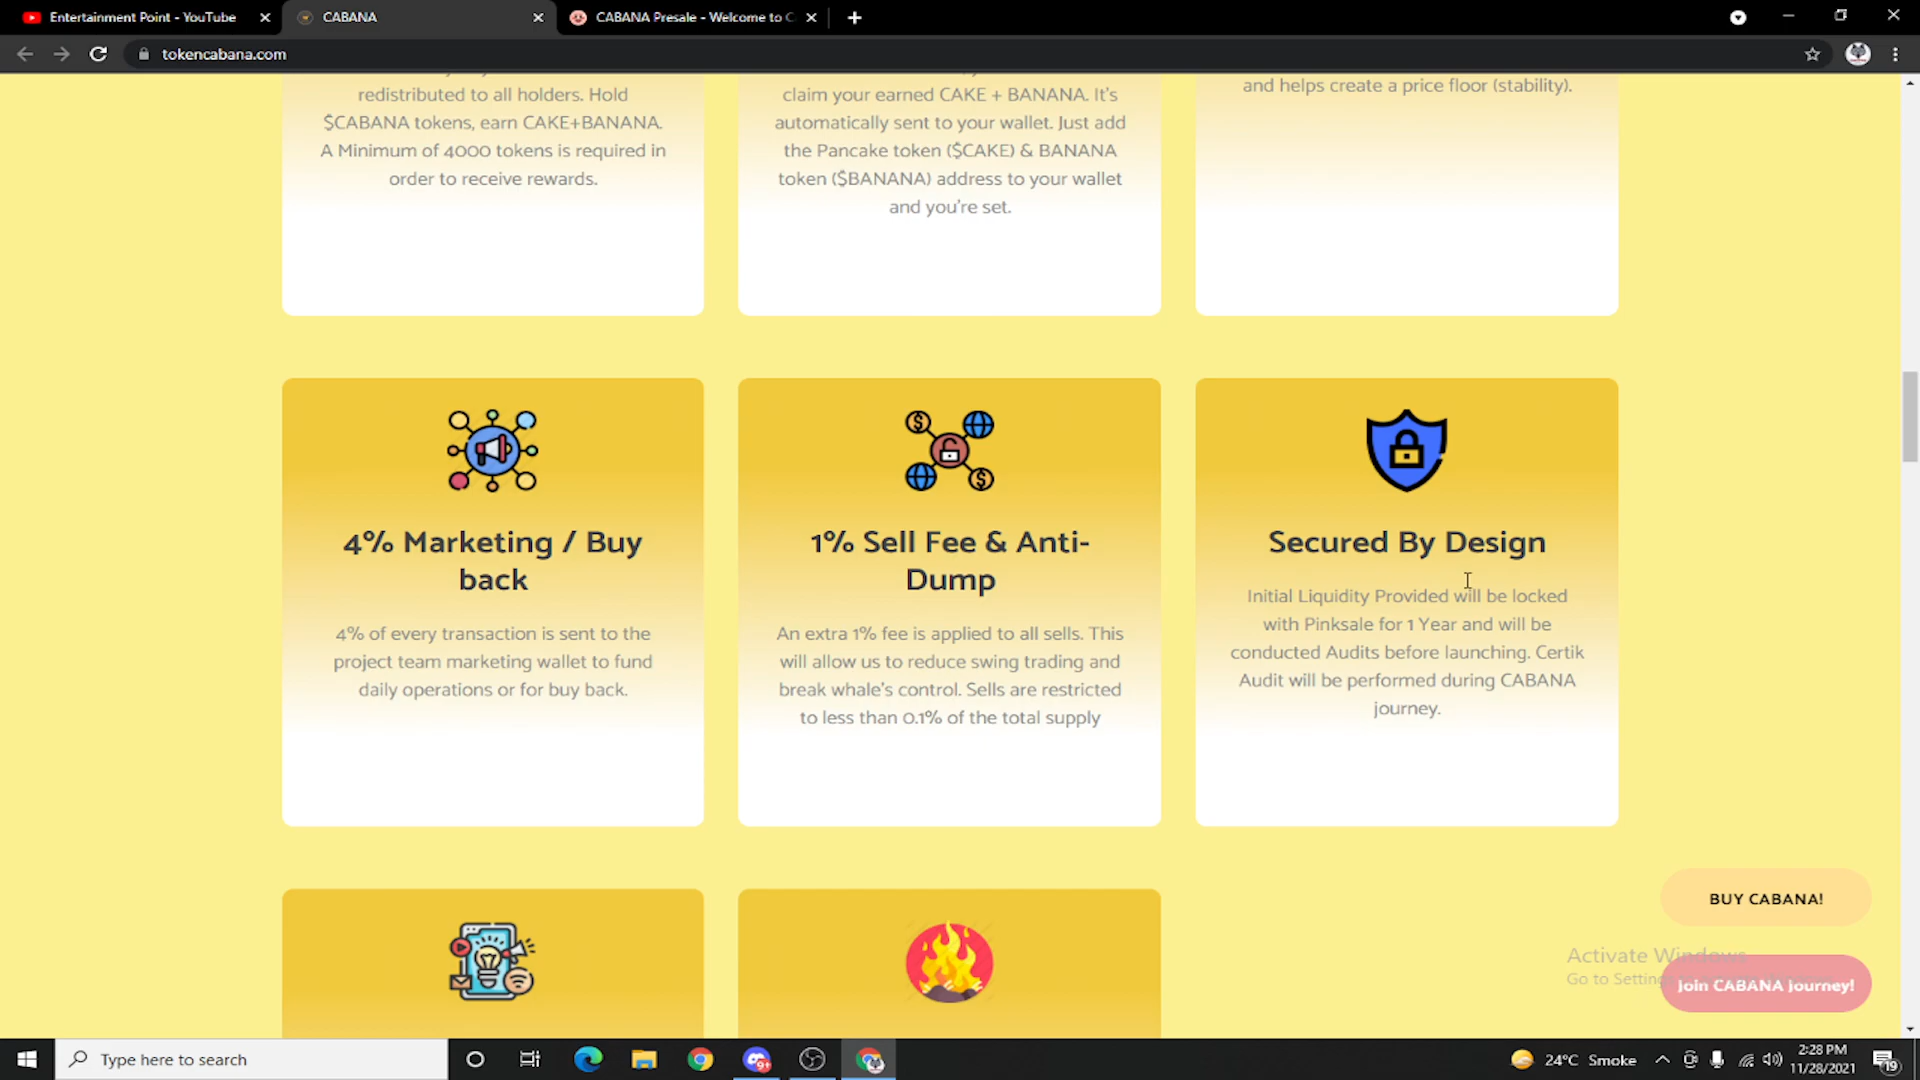 Entertainment Point - YouTube
CABANA
CABANA Presale - Welcome to C
tokencabana.com
redistributed to all holders. Hold
$CABANA tokens, earn CAKE+BANANA.
A Minimum of 4000 tokens is required in
order to receive rewards.
claim your earned CAKE + BANANA. It's
automatically sent to your wallet. Just add
the Pancake token ($CAKE) & BANANA
token ($BANANA) address to your wallet
and you're set.
and helps create a price floor (stability).
4% Marketing / Buy
back
4% of every transaction is sent to the
project team marketing wallet to fund
daily operations or for buy back.
1% Sell Fee & Anti-
Dump
An extra 1% fee is applied to all sells. This
will allow us to reduce swing trading and
break whale's control. Sells are restricted
to less than 0.1% of the total supply
Secured By Design
Initial Liquidity Provided will be locked
with Pinksale for 1 Year and will be
conducted Audits before launching. Certik
Audit will be performed during CABANA
journey.
BUY CABANA!
Activate Windows
Go to Setting
Join CABANA Journey!
Type here to search
9+
24°C Smoke
2:28 PM
11/28/2021
19